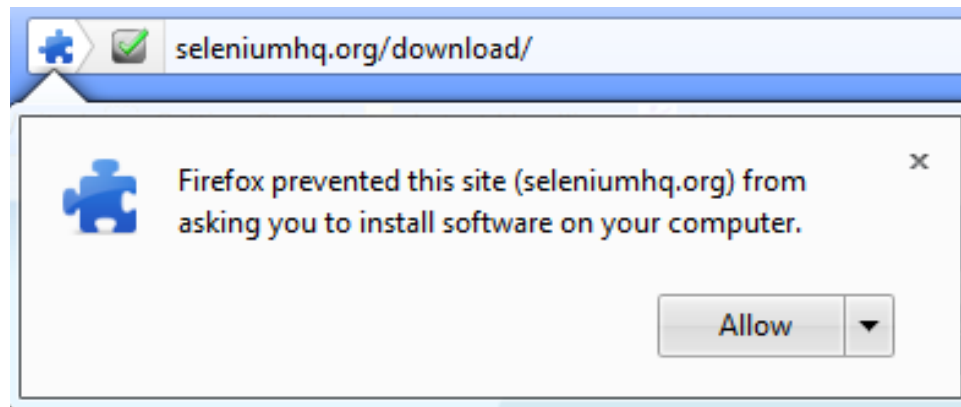 seleniumhq.org/download/
Firefox prevented this site (seleniumhq.org) from
asking you to install software on your computer.
Allow